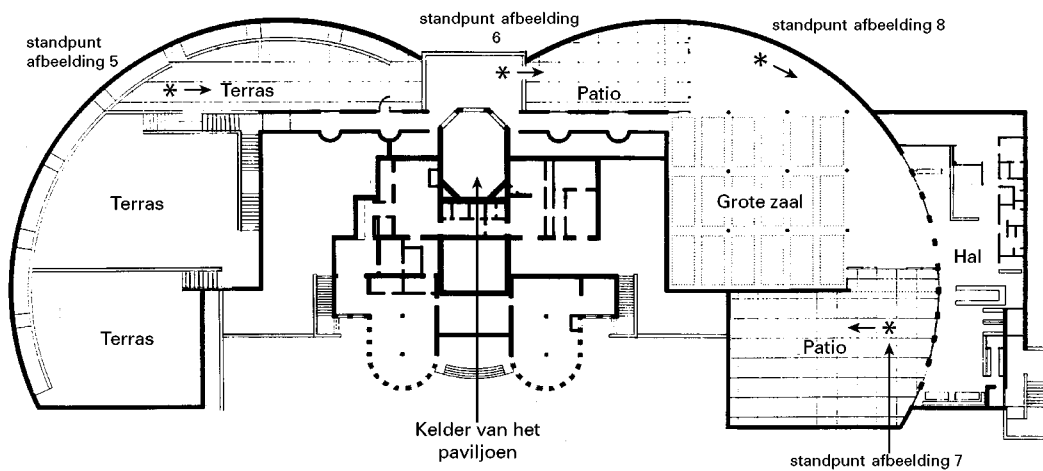 standpunt
afbeelding 5
standpunt afbeelding
6
standpunt afbeelding 8
Terras
Patio
Terras
Grote zaal
Hal
Terras
Patio
Kelder van het
paviljoen
standpunt afbeelding 7